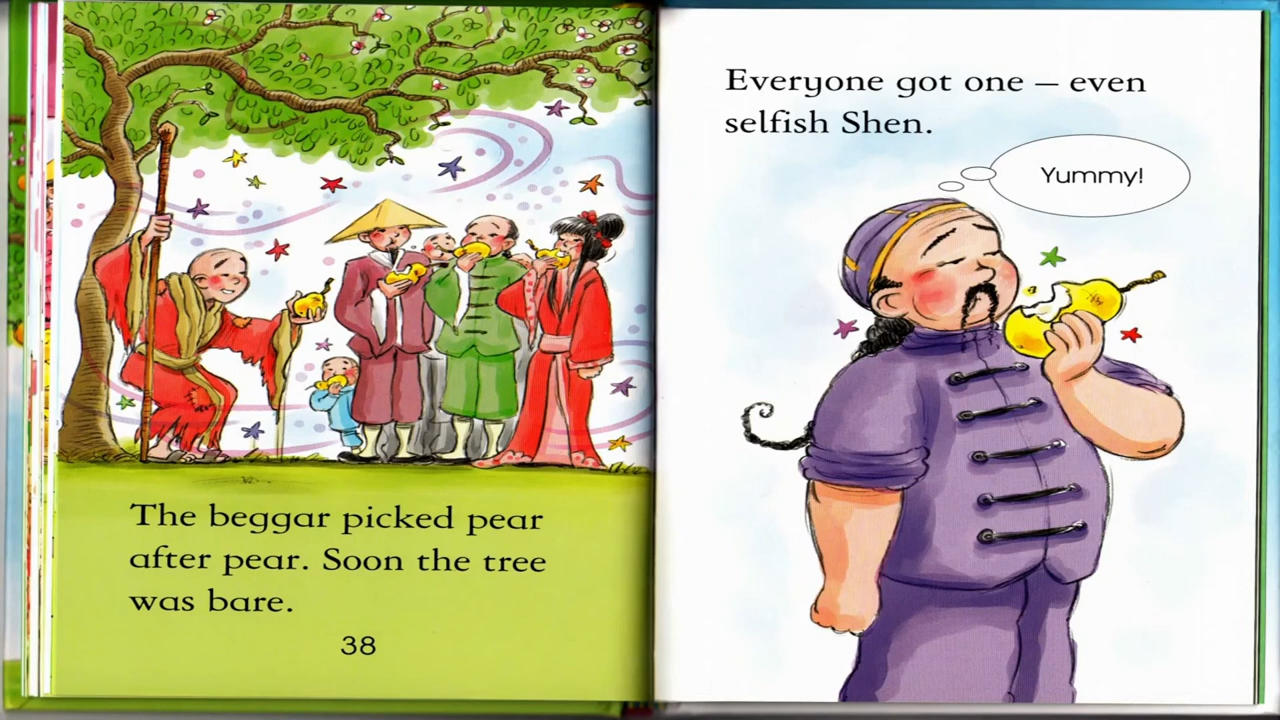 The beggar picked pear
after pear. Soon the tree
was bare.
38
Everyone got one – even
selfish Shen.
Yummy!